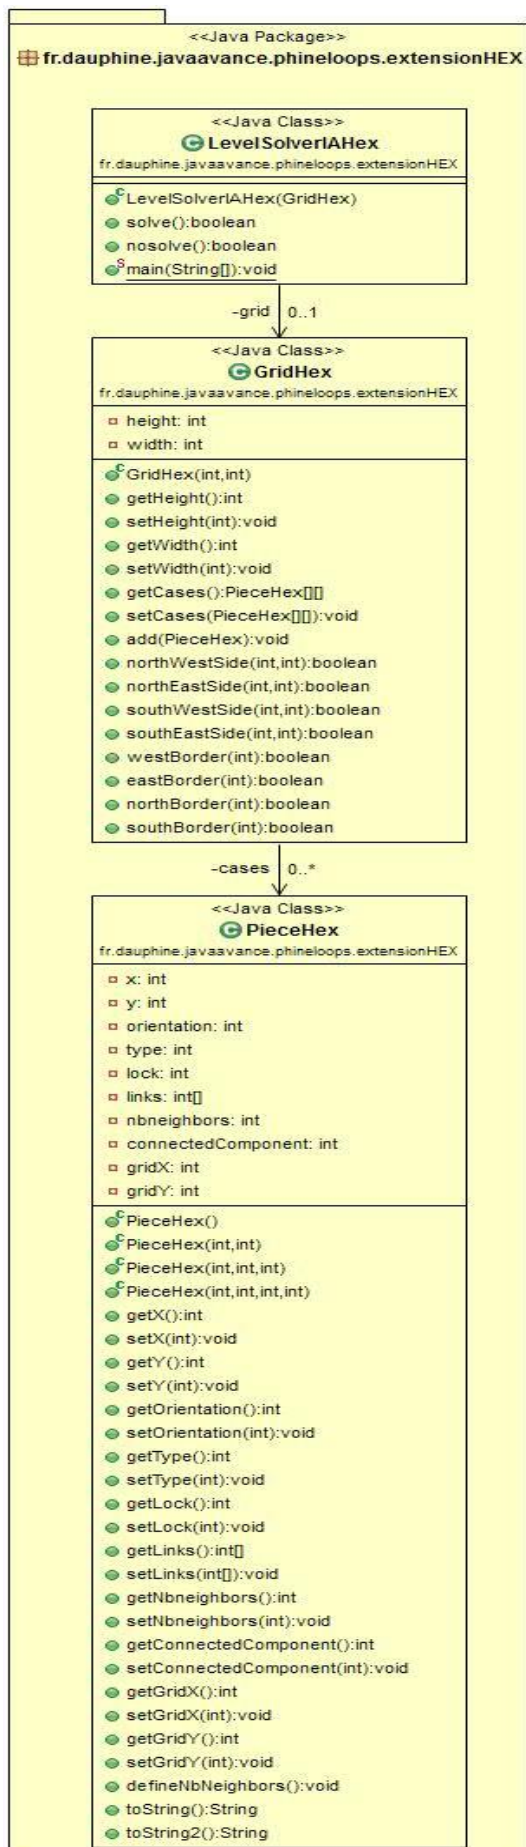 <<Java Package>>
fr.dauphine.javaavance.phineloops.extensionHEX
<<Java Class>>
LevelSolverIAHex
fr.dauphine.javaavance.phineloops.extensionHEX
LevelSolverIAHex(GridHex)
solve():boolean
nosolve():boolean
main(String[]):void
-grid 0..1
<<Java Class>>
GridHex
fr.dauphine.javaavance.phineloops.extensionHEX
height: int
width: int
GridHex(int,int)
getHeight():int
setHeight(int):void
getWidth():int
setWidth(int):void
getCases():PieceHex[][]
setCases(PieceHex[][]):void
add(PieceHex):void
northWestSide(int,int):boolean
northEastSide(int,int):boolean
southWestSide(int,int):boolean
southEastSide(int,int):boolean
westBorder(int):boolean
eastBorder(int):boolean
northBorder(int):boolean
southBorder(int):boolean
-cases 0..*
<<Java Class>>
PieceHex
fr.dauphine.javaavance.phineloops.extensionHEX
x: int
y: int
orientation: int
type: int
lock: int
links: int[]
nbneighbors: int
connectedComponent: int
gridX: int
gridY: int
PieceHex()
PieceHex(int,int)
PieceHex(int,int,int)
PieceHex(int,int,int,int)
getX():int
setX(int):void
getY():int
setY(int):void
getOrientation():int
setOrientation(int):void
getType():int
setType(int):void
getLock():int
setLock(int):void
getLinks():int[]
setLinks(int[]):void
getNbneighbors():int
setNbneighbors(int):void
getConnectedComponent():int
setConnectedComponent(int):void
getGridX():int
setGridX(int):void
getGridY():int
setGridY(int):void
defineNbNeighbors():void
toString():String
toString2():String